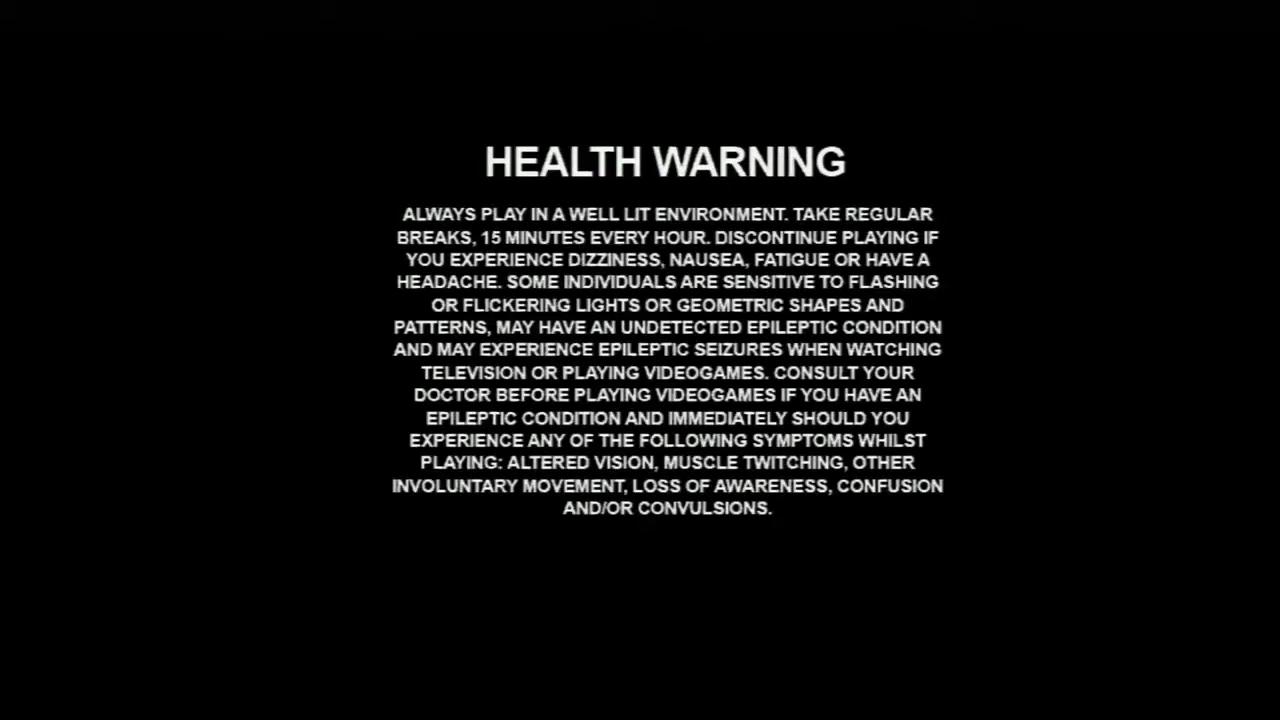 HEALTH WARNING
ALWAYS PLAY IN A WELL LIT ENVIRONMENT. TAKE REGULAR
BREAKS, 15 MINUTES EVERY HOUR. DISCONTINUE PLAYING IF
YOU EXPERIENCE DIZZINESS, NAUSEA, FATIGUE OR HAVE A
HEADACHE. SOME INDIVIDUALS ARE SENSITIVE TO FLASHING
OR FLICKERING LIGHTS OR GEOMETRIC SHAPES AND
PATTERNS, MAY HAVE AN UNDETECTED EPILEPTIC CONDITION
AND MAY EXPERIENCE EPILEPTIC SEIZURES WHEN WATCHING
TELEVISION OR PLAYING VIDEOGAMES. CONSULT YOUR
DOCTOR BEFORE PLAYING VIDEOGAMES IF YOU HAVE AN
EPILEPTIC CONDITION AND IMMEDIATELY SHOULD YOU
EXPERIENCE ANY OF THE FOLLOWING SYMPTOMS WHILST
PLAYING: ALTERED VISION, MUSCLE TWITCHING, OTHER
INVOLUNTARY MOVEMENT, LOSS OF AWARENESS, CONFUSION
AND/OR CONVULSIONS.